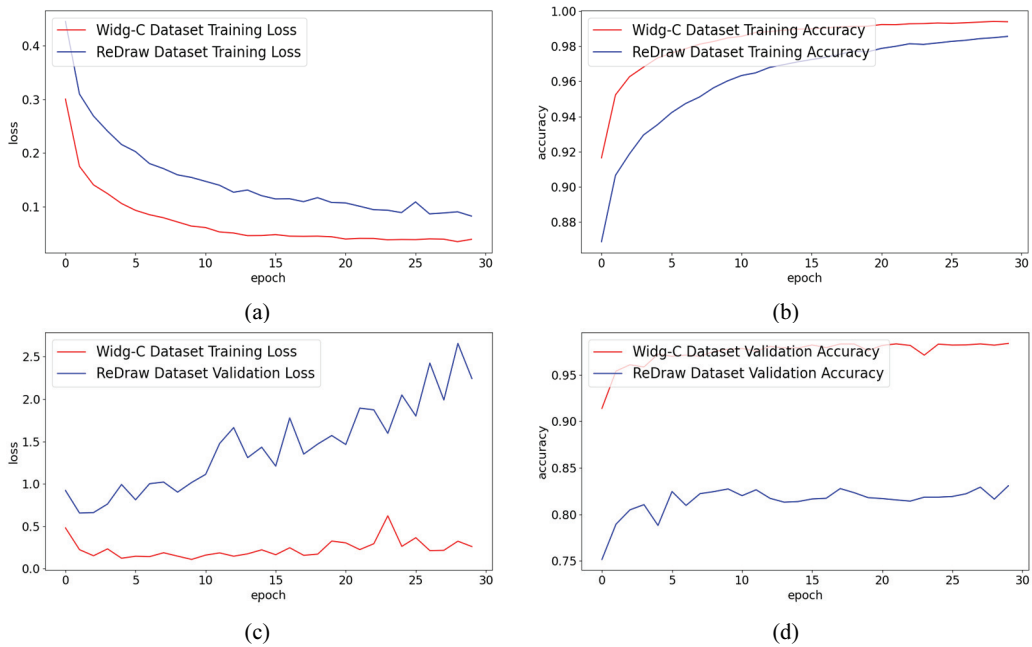 Widg-C Dataset Training Loss
ReDraw Dataset Training Loss
loss
0.4
0.3
0.2
0.1
0 5 10 15 20 25 30
epoch
(a)
Widg-C Dataset Training Accuracy
ReDraw Dataset Training Accuracy
accuracy
1.00
0.98
0.96
0.94
0.92
0.90
0.88
0 5 10 15 20 25 30
epoch
(b)
Widg-C Dataset Training Loss
ReDraw Dataset Validation Loss
loss
2.5
2.0
1.5
1.0
0.5
0.0
0 5 10 15 20 25 30
epoch
(c)
Widg-C Dataset Validation Accuracy
ReDraw Dataset Validation Accuracy
accuracy
0.95
0.90
0.85
0.80
0.75
0 5 10 15 20 25 30
epoch
(d)